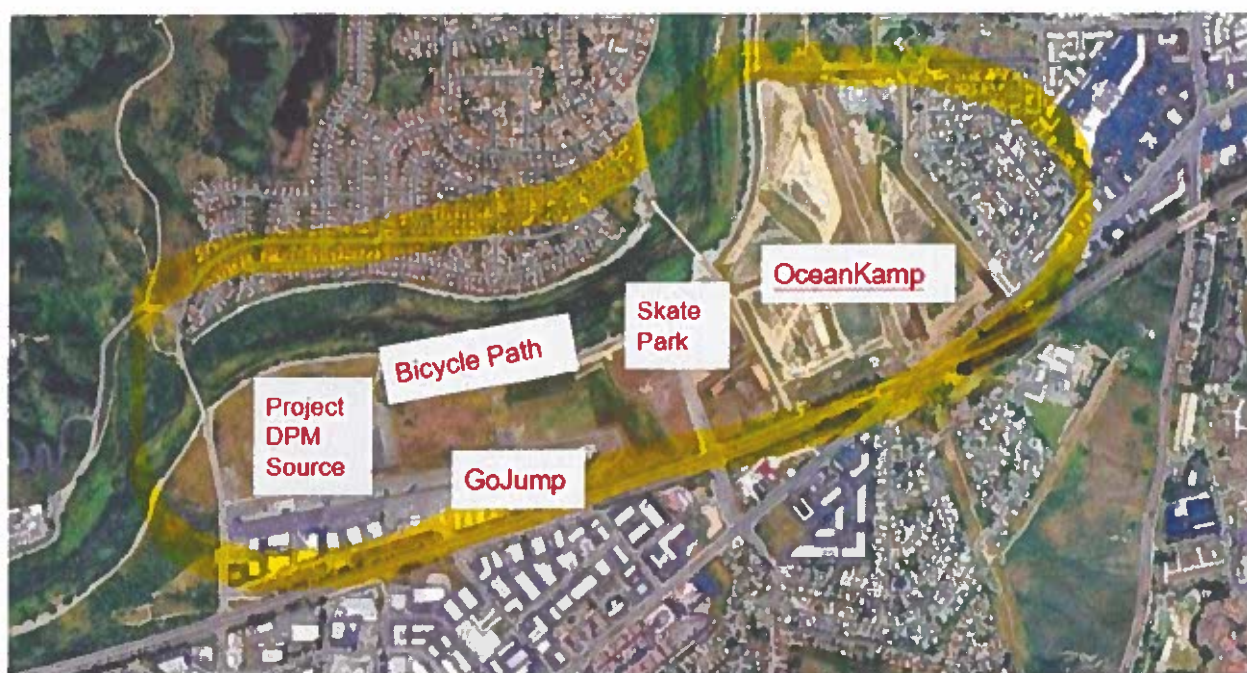 OceanKamp
Skate
Park
Bicycle Path
Project
DPM
Source
GoJump